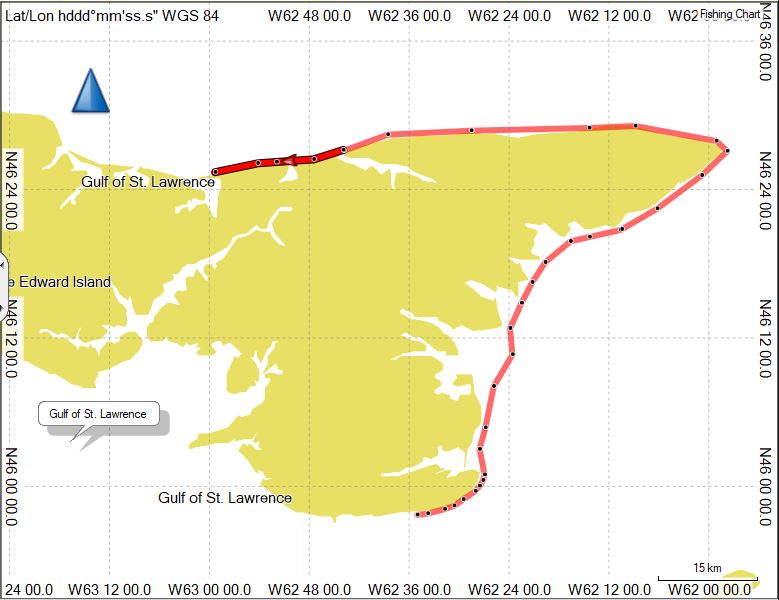 Lat/Lon hddd°mm'ss.s" WGS 84
W62 48 00.0
W62 36 00.0
W62 24 00.0
W62 12 00.0
W62
Fishing Chart
N46 36 00.0
Gulf of St. Lawrence
N46 24 00.0
N46 24 00.0
e Edward Island
N46 12 00.0
N46 12 00.0
Gulf of St. Lawrence
N46 00 00.0
N46 00 00.0
Gulf of St. Lawrence
15 km
24 00.0
W63 12 00.0
W63 00 00.0
W62 48 00.0
W62 36 00.0
W62 24 00.0
W62 12 00.0
W62 00 00.0